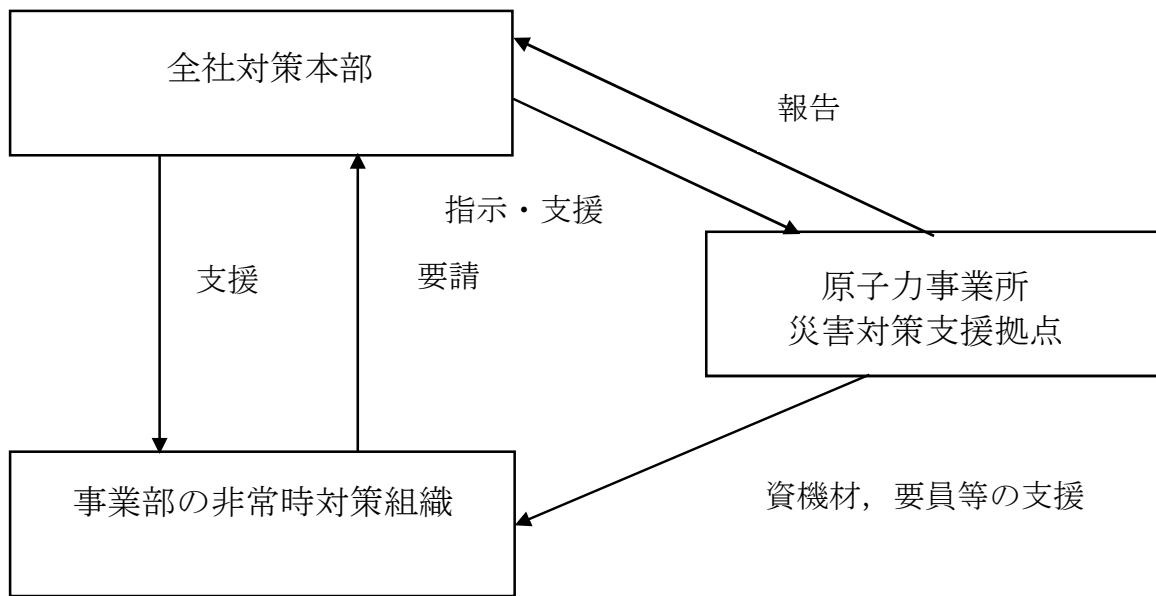 全社対策本部
報告
指示・支援
支援
要請
原子力事業所
災害対策支援拠点
事業部の非常時対策組織
資機材，要員等の支援